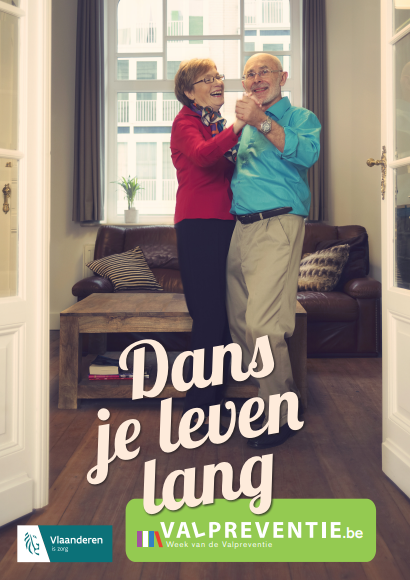 Dans
je leven
lang
VALPREVENTIE.be
Week van de Valpreventie
Vlaanderen
is zorg